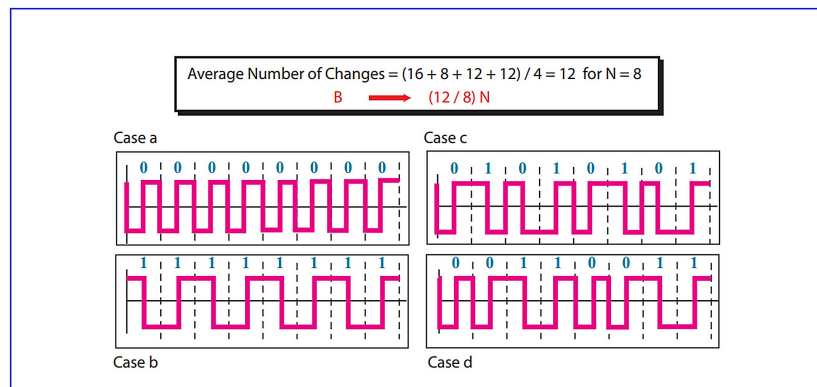 Average Number of Changes = (16 + 8 + 12 + 12) / 4 = 12 for N = 8
B (12 / 8) N
Case a
0 0 0 0 0 0 0 0
Case c
0 1 0 1 0 1 0 1
1 1 1 1 1 1 1 1
Case b
0 0 1 1 0 0 1 1
Case d